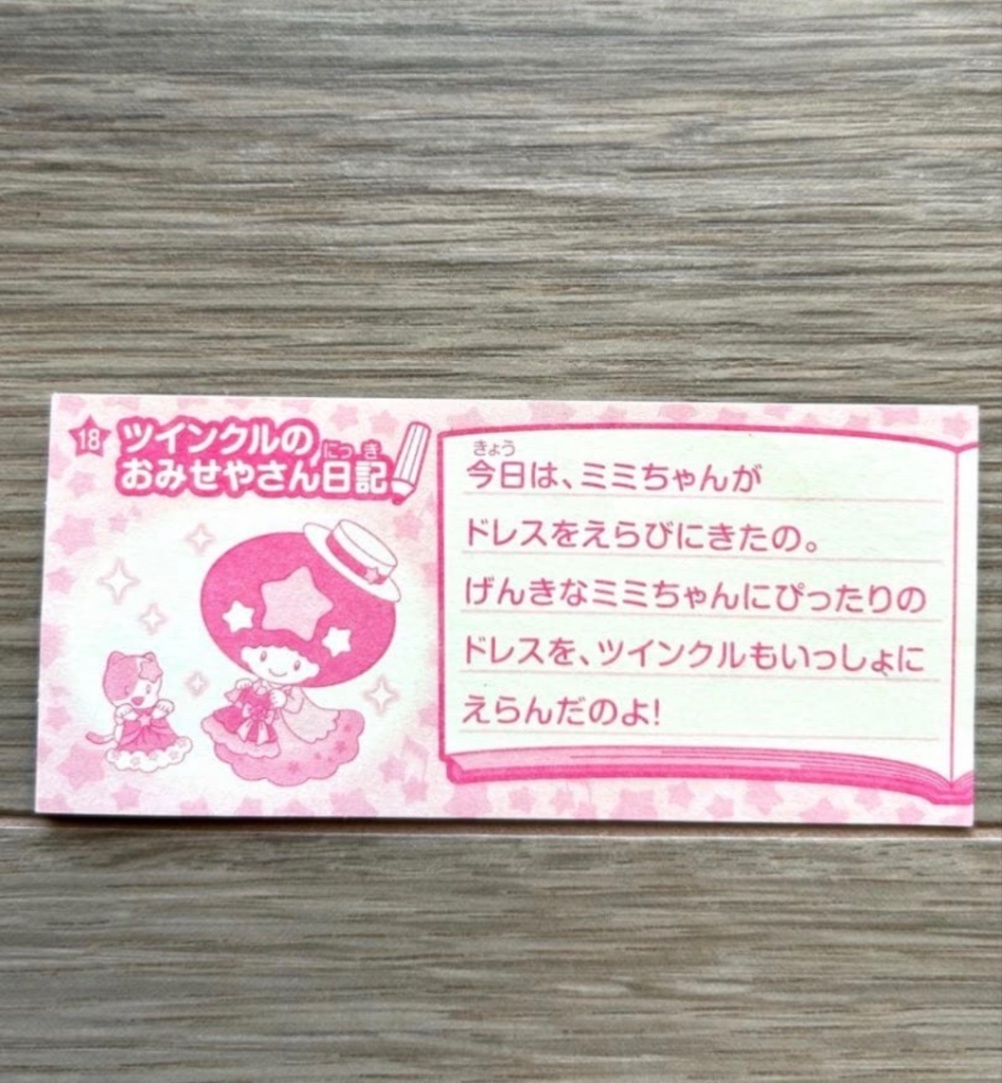 18
ツインクルの
おみせやさん日記
にっき
きょう
今日は、ミミちゃんが
ドレスをえらびにきたの。
げんきなミミちゃんにぴったりの
ドレスを、ツインクルもいっしょに
えらんだのよ!